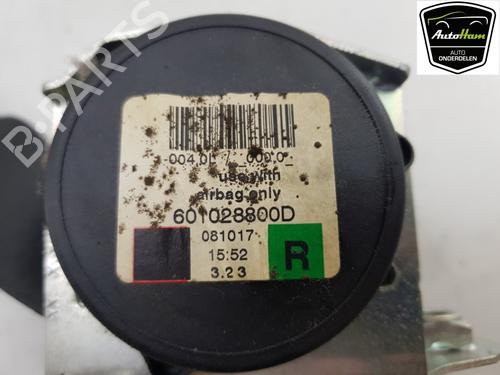 AutoHam
AUTO
ONDERDELEN
B-PARTS
use with
airbag only
601028800D
081017
15:52
3.23
R